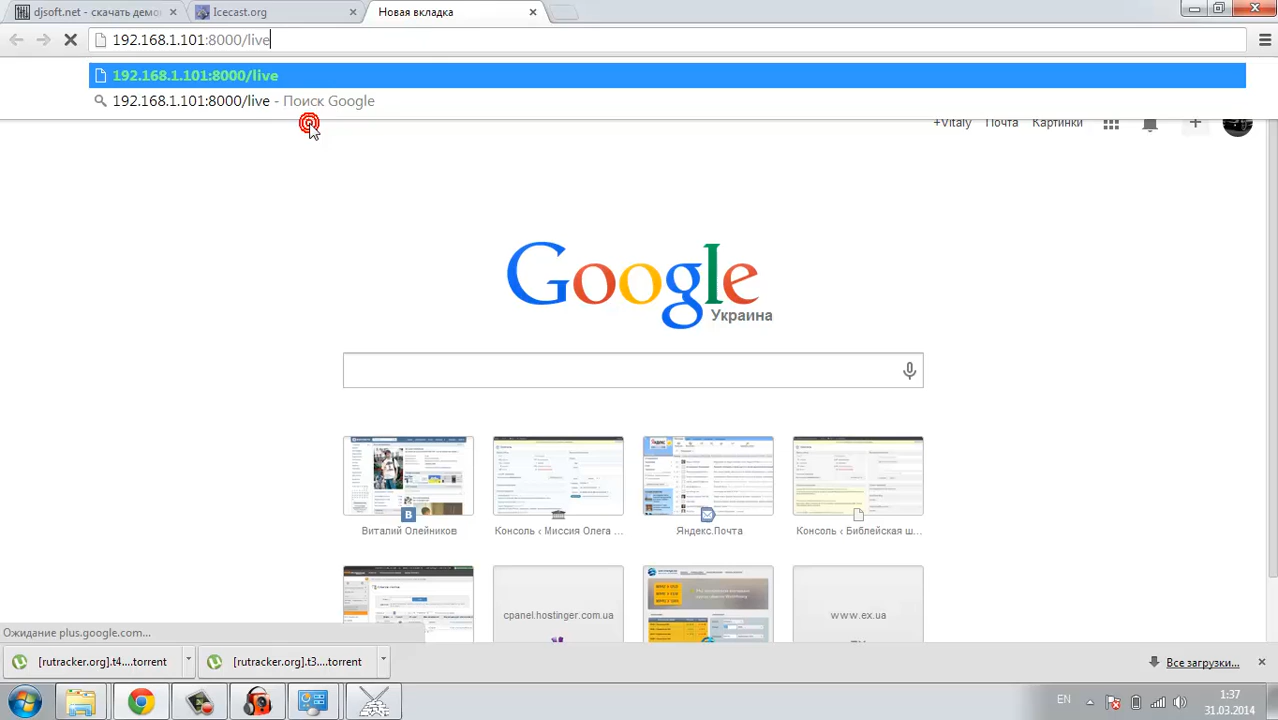 djsoft.net - скачать демон
Icecast.org
Новая вкладка
192.168.1.101:8000/live
192.168.1.101:8000/live
192.168.1.101:8000/live - Поиск Google
+Vitaly Почта Картинки
Google
Украина
Виталий Олейников
Консоль ‹ Миссия Олега ...
Яндекс.Почта
Консоль ‹ Библейская ш...
cpanel.hostinger.com.ua
www.ex.ua
Ожидание plus.google.com...
[rutracker.org].t4....torrent
[rutracker.org].t3....torrent
Все загрузки...
EN
1:37
31.03.2014